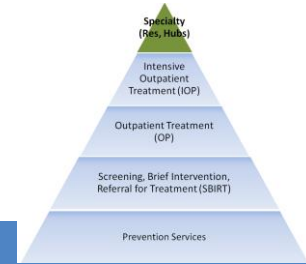 Specialty
(Res, Hubs)
Intensive
Outpatient
Treatment (IOP)
Outpatient Treatment
(OP)
Screening, Brief Intervention,
Referral for Treatment (SBIRT)
Prevention Services